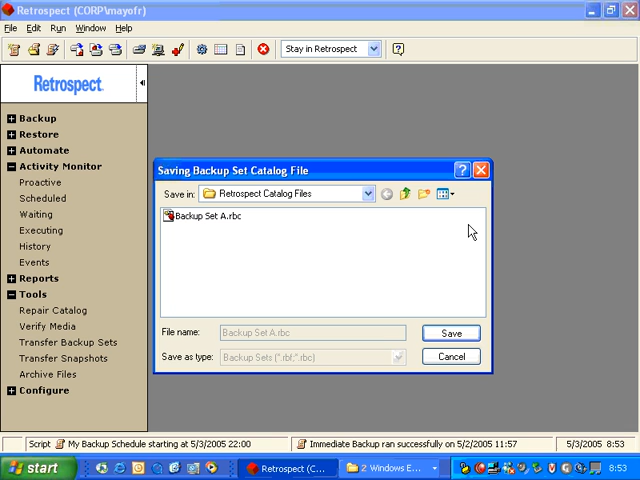 Retrospect (CORP\mayofr)
File Edit Run Window Help
Stay in Retrospect
Retrospect.
Backup
Restore
Automate
Activity Monitor
Proactive
Scheduled
Waiting
Executing
History
Events
Reports
Tools
Repair Catalog
Verify Media
Transfer Backup Sets
Transfer Snapshots
Archive Files
Configure
Saving Backup Set Catalog File
Save in: Retrospect Catalog Files
Backup Set A.rbc
File name: Backup Set A.rbc Save
Save as type: Backup Sets (*.rbf;*.rbc) Cancel
Script My Backup Schedule starting at 5/3/2005 22:00 Immediate Backup ran successfully on 5/2/2005 11:57 5/3/2005 8:53
start Retrospect (C... 2 Windows E... 8:53